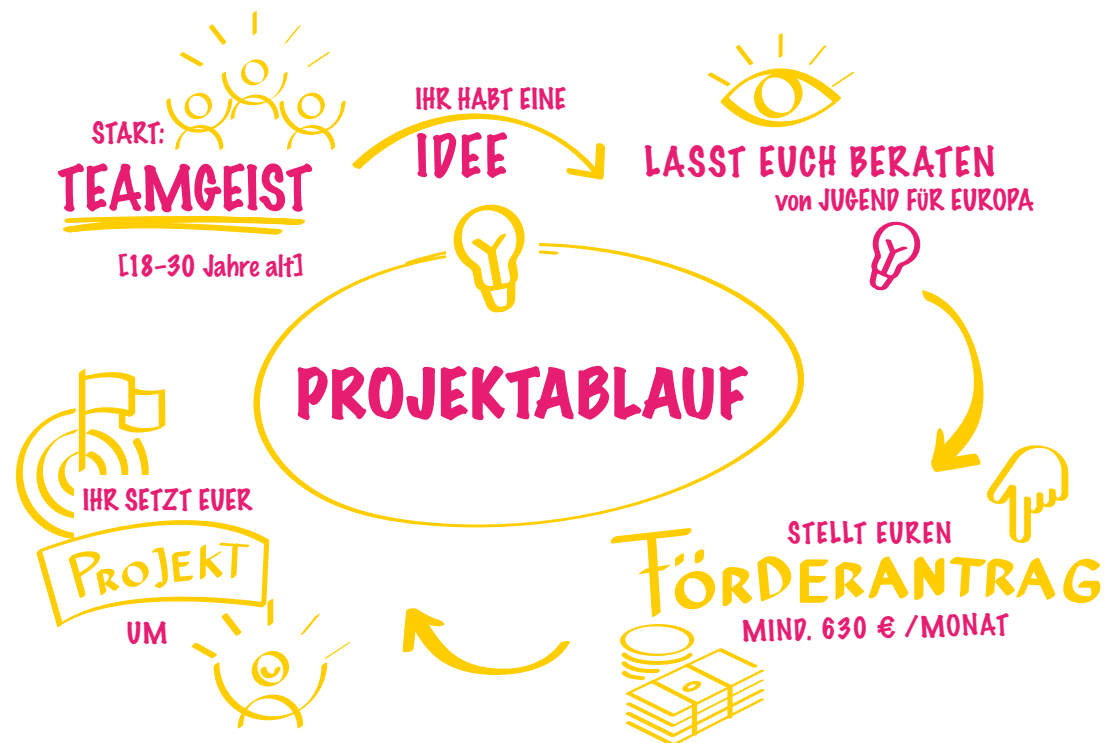 START:
TEAMGEIST
[18-30 Jahre alt]
IHR HABT EINE
IDEE
LASST EUCH BERATEN
von JUGEND FÜR EUROPA
PROJEKTABLAUF
STELLT EUREN
FÖRDERANTRAG
MIND. 630 € /MONAT
IHR SETZT EUER
PROJEKT
UM